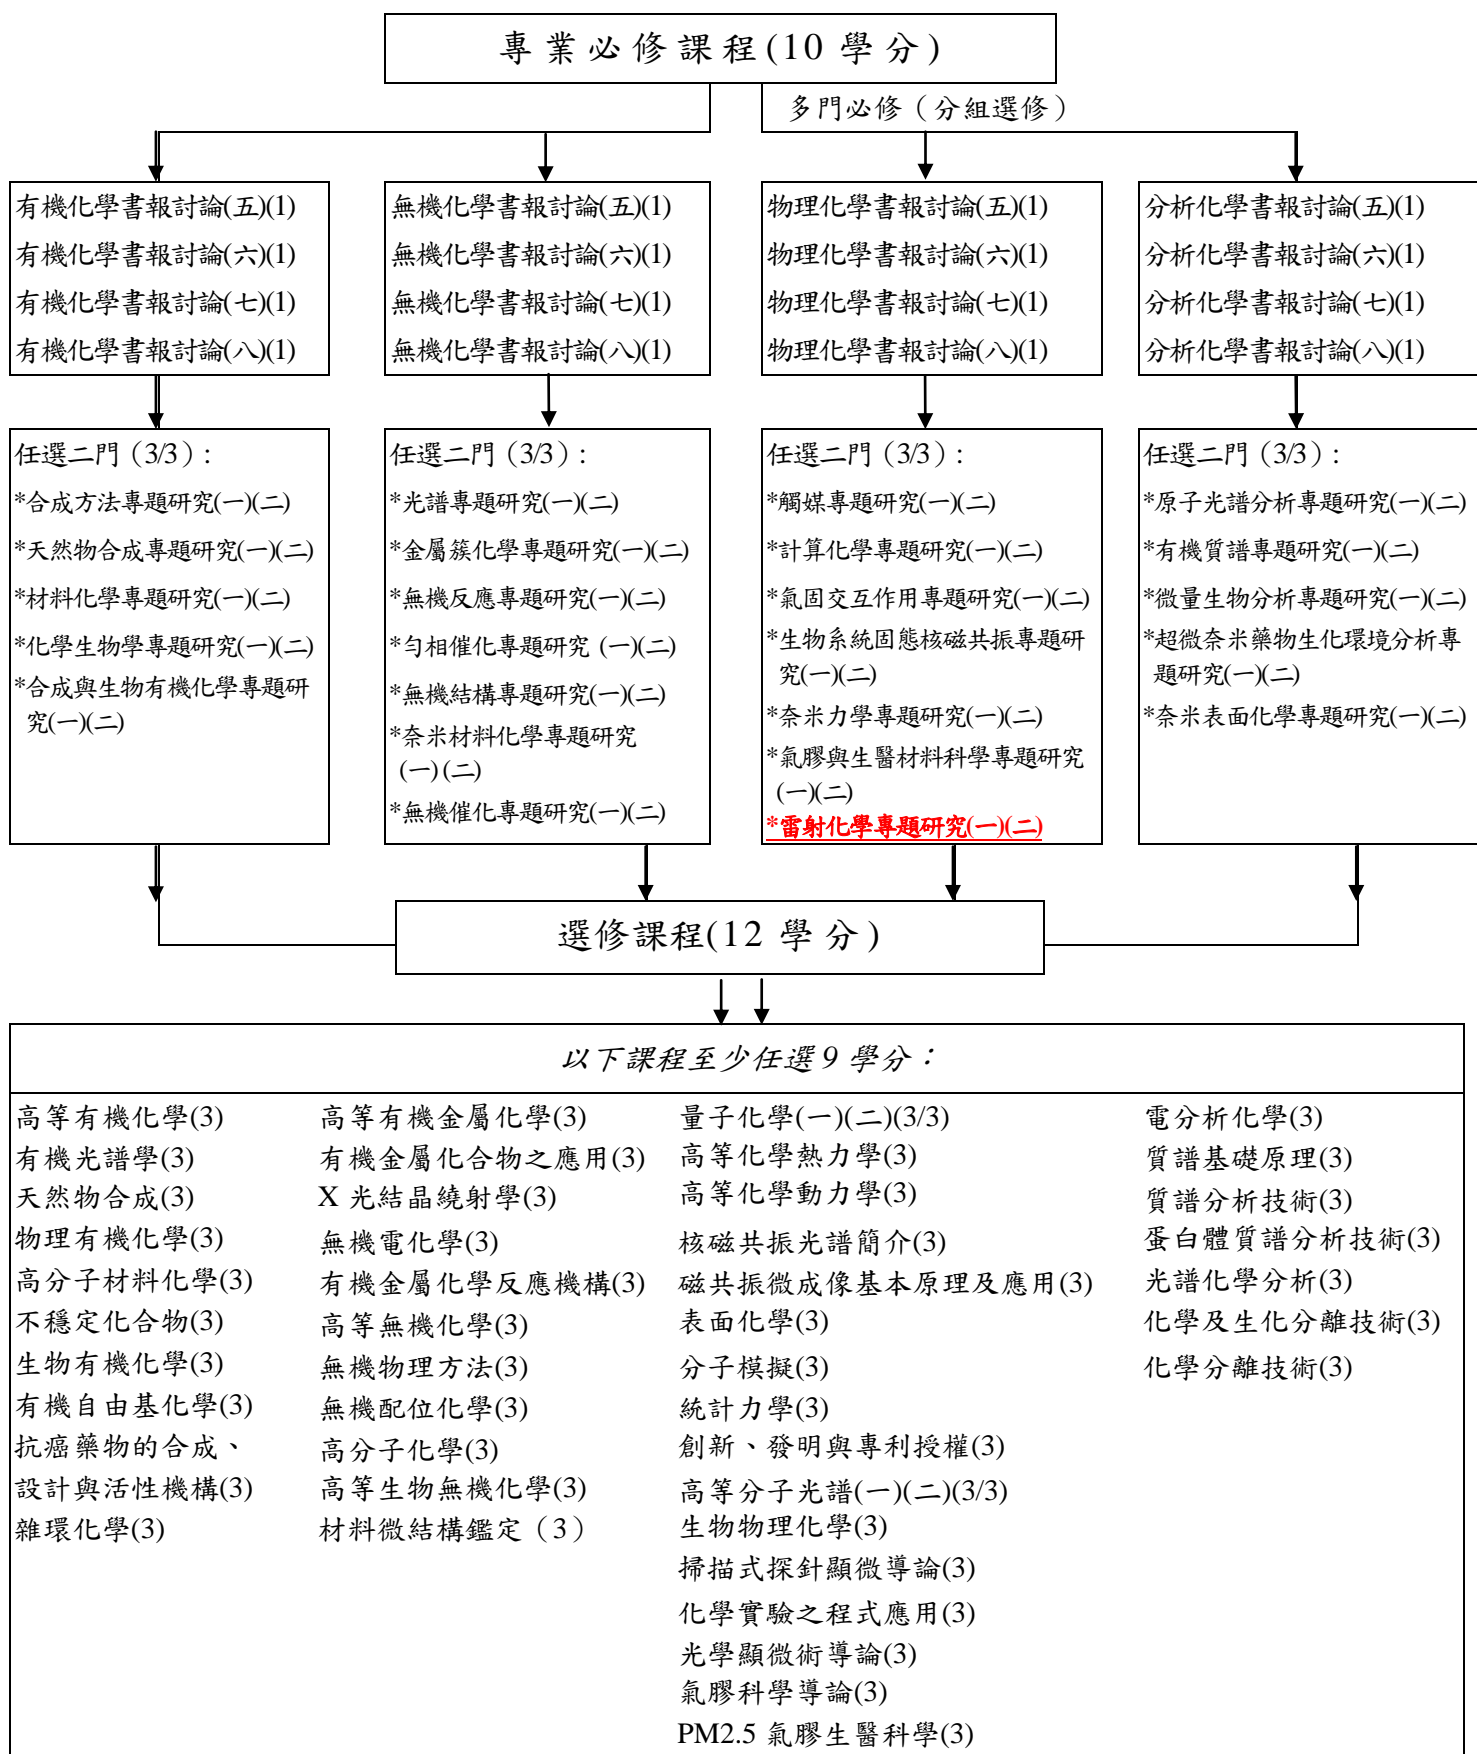 專業必修課程(10 學分)
多門必修（分組選修）
有機化學書報討論(五)(1)
有機化學書報討論(六)(1)
有機化學書報討論(七)(1)
有機化學書報討論(八)(1)
無機化學書報討論(五)(1)
無機化學書報討論(六)(1)
無機化學書報討論(七)(1)
無機化學書報討論(八)(1)
物理化學書報討論(五)(1)
物理化學書報討論(六)(1)
物理化學書報討論(七)(1)
物理化學書報討論(八)(1)
分析化學書報討論(五)(1)
分析化學書報討論(六)(1)
分析化學書報討論(七)(1)
分析化學書報討論(八)(1)
任選二門（3/3）:
*合成方法專題研究(一)(二)
*天然物合成專題研究(一)(二)
*材料化學專題研究(一)(二)
*化學生物學專題研究(一)(二)
*合成與生物有機化學專題研
究(一)(二)
任選二門（3/3）:
*光譜專題研究(一)(二)
*金屬簇化學專題研究(一)(二)
*無機反應專題研究(一)(二)
*勻相催化專題研究 (一)(二)
*無機結構專題研究(一)(二)
*奈米材料化學專題研究
(一)(二)
*無機催化專題研究(一)(二)
任選二門（3/3）:
*觸媒專題研究(一)(二)
*計算化學專題研究(一)(二)
*氣固交互作用專題研究(一)(二)
*生物系統固態核磁共振專題研
究(一)(二)
*奈米力學專題研究(一)(二)
*氣膠與生醫材料科學專題研究
(一)(二)
*雷射化學專題研究(一)(二)
任選二門（3/3）:
*原子光譜分析專題研究(一)(二)
*有機質譜專題研究(一)(二)
*微量生物分析專題研究(一)(二)
*超微奈米藥物生化環境分析專
題研究(一)(二)
*奈米表面化學專題研究(一)(二)
選修課程(12 學分)
以下課程至少任選 9 學分：
高等有機化學(3)
有機光譜學(3)
天然物合成(3)
物理有機化學(3)
高分子材料化學(3)
不穩定化合物(3)
生物有機化學(3)
有機自由基化學(3)
抗癌藥物的合成、
設計與活性機構(3)
雜環化學(3)
高等有機金屬化學(3)
有機金屬化合物之應用(3)
X 光結晶繞射學(3)
無機電化學(3)
有機金屬化學反應機構(3)
高等無機化學(3)
無機物理方法(3)
無機配位化學(3)
高分子化學(3)
高等生物無機化學(3)
材料微結構鑑定（3）
量子化學(一)(二)(3/3)
高等化學熱力學(3)
高等化學動力學(3)
核磁共振光譜簡介(3)
磁共振微成像基本原理及應用(3)
表面化學(3)
分子模擬(3)
統計力學(3)
創新、發明與專利授權(3)
高等分子光譜(一)(二)(3/3)
生物物理化學(3)
掃描式探針顯微導論(3)
化學實驗之程式應用(3)
光學顯微術導論(3)
氣膠科學導論(3)
PM2.5 氣膠生醫科學(3)
電分析化學(3)
質譜基礎原理(3)
質譜分析技術(3)
蛋白體質譜分析技術(3)
光譜化學分析(3)
化學及生化分離技術(3)
化學分離技術(3)